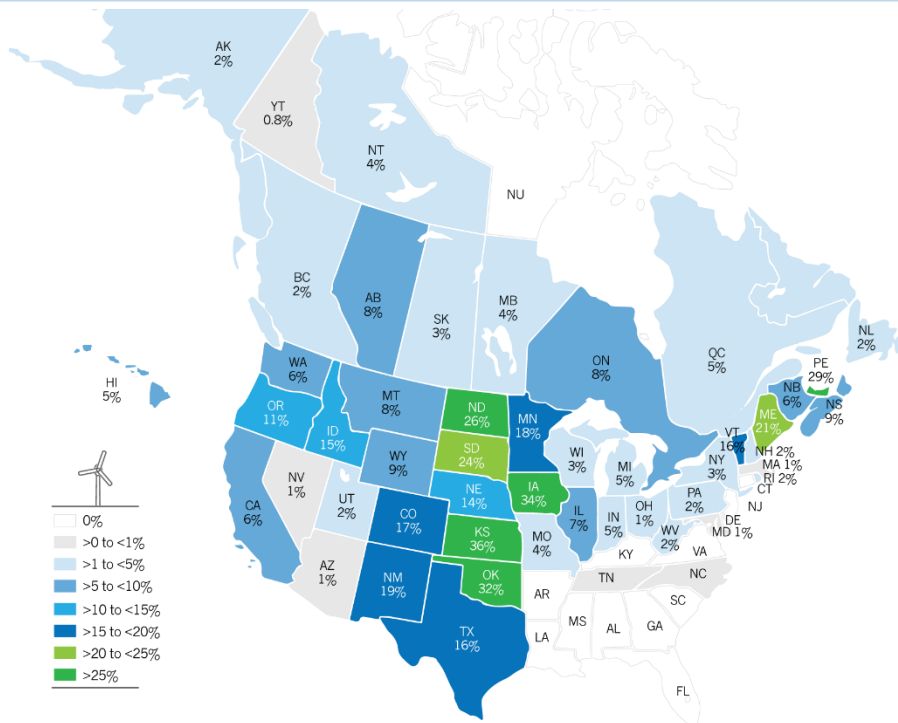 AK
2%
YT
0.8%
NT
4%
NU
BC
2%
AB
8%
SK
3%
MB
4%
ON
8%
QC
5%
NL
2%
PE
29%
NB
6%
NS
9%
HI
5%
WA
6%
OR
11%
ID
15%
MT
8%
WY
9%
ND
26%
SD
24%
NE
14%
MN
18%
WI
3%
MI
5%
IA
34%
IL
7%
IN
5%
OH
1%
ME
21%
VT
16%
NH 2%
MA 1%
RI 2%
CT
NY
3%
PA
2%
NJ
DE
MD 1%
WV
2%
VA
KY
CA
6%
NV
1%
UT
2%
CO
17%
KS
36%
MO
4%
AZ
1%
NM
19%
OK
32%
TX
16%
AR
LA
TN
NC
SC
MS
AL
GA
FL
0%
>0 to <1%
>1 to <5%
>5 to <10%
>10 to <15%
>15 to <20%
>20 to <25%
>25%